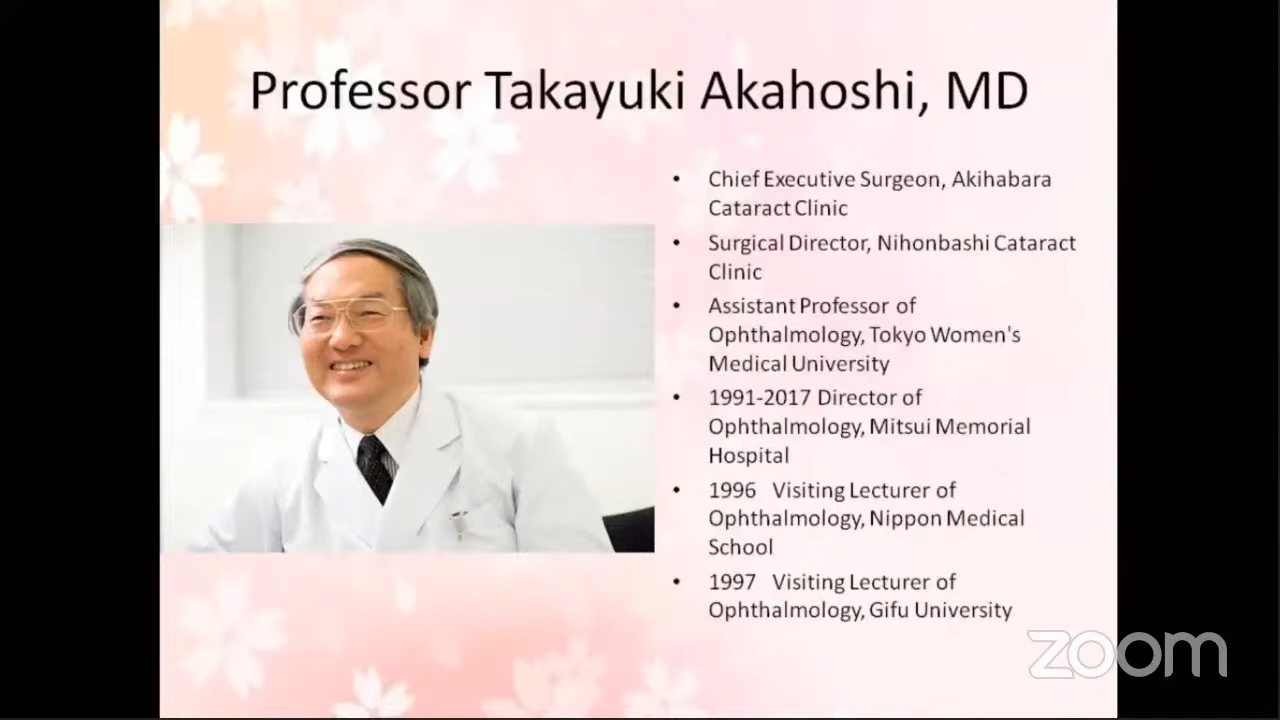 Professor Takayuki Akahoshi, MD
• Chief Executive Surgeon, Akihabara
Cataract Clinic
• Surgical Director, Nihonbashi Cataract
Clinic
• Assistant Professor of
Ophthalmology, Tokyo Women's
Medical University
• 1991-2017 Director of
Ophthalmology, Mitsui Memorial
Hospital
• 1996 Visiting Lecturer of
Ophthalmology, Nippon Medical
School
• 1997 Visiting Lecturer of
Ophthalmology, Gifu University
zoom